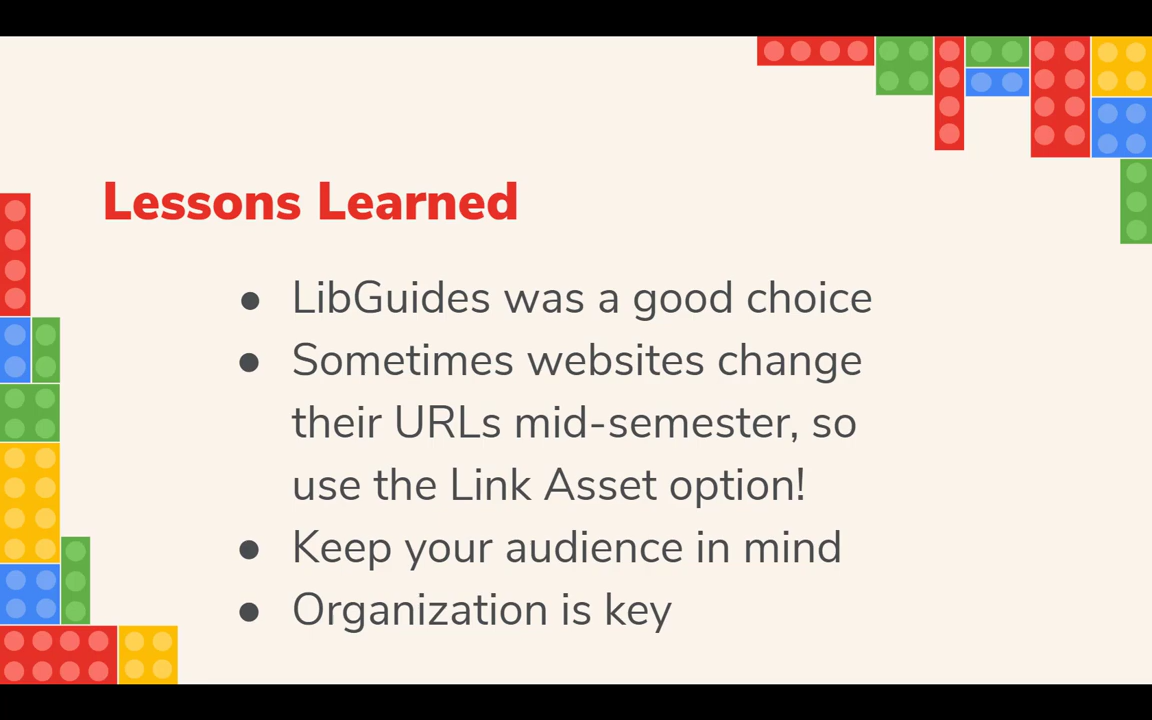 Lessons Learned
● LibGuides was a good choice
● Sometimes websites change
their URLs mid-semester, so
use the Link Asset option!
● Keep your audience in mind
● Organization is key